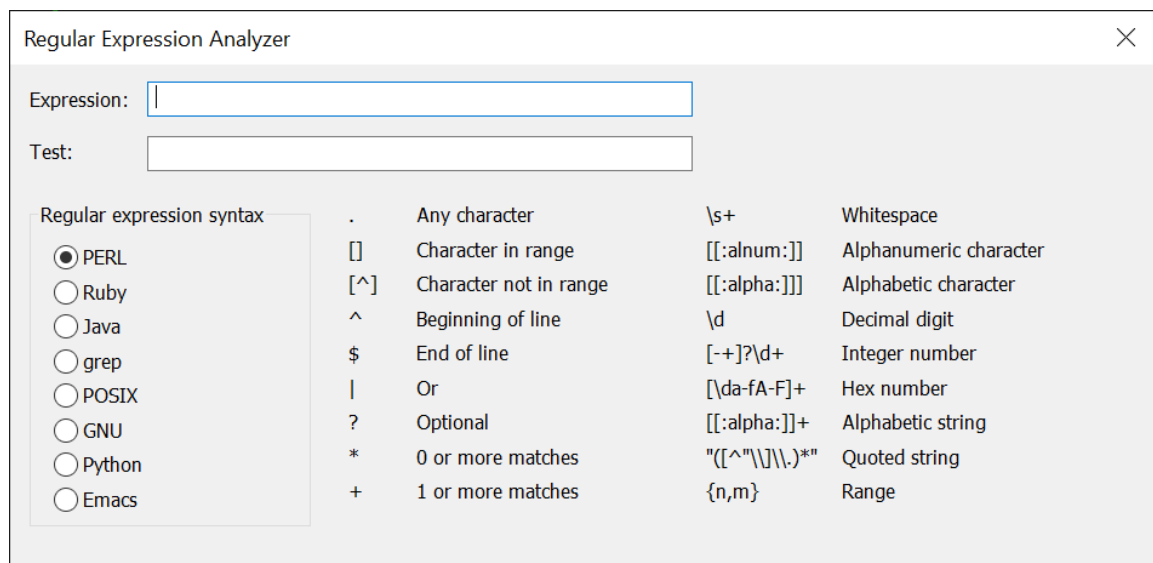 Regular Expression Analyzer
Expression:
Test:
Regular expression syntax
PERL
Ruby
Java
grep
POSIX
GNU
Python
Emacs
. Any character \s+ Whitespace
[] Character in range [[:alnum:]] Alphanumeric character
[^] Character not in range [[:alpha:]]] Alphabetic character
^ Beginning of line \d Decimal digit
$ End of line [-+]?\d+ Integer number
| Or [\da-fA-F]+ Hex number
? Optional [[:alpha:]]+ Alphabetic string
* 0 or more matches "([^"\\]\\.)*" Quoted string
+ 1 or more matches {n,m} Range